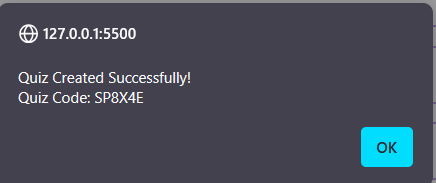 127.0.0.1:5500
Quiz Created Successfully!
Quiz Code: SP8X4E
OK